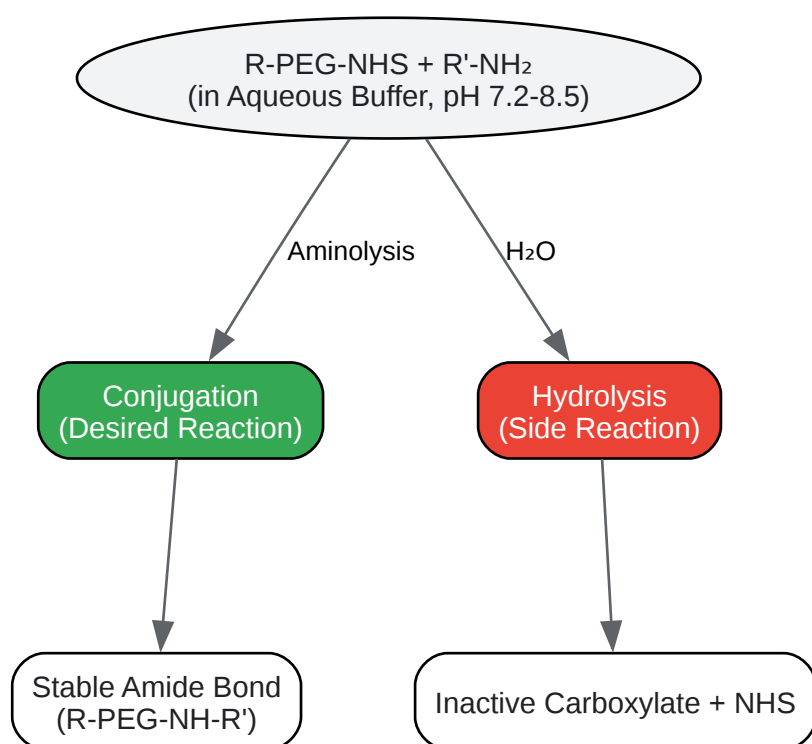 R-PEG-NHS + R'-NH₂
(in Aqueous Buffer, pH 7.2-8.5)
Aminolysis
H₂O
Conjugation
(Desired Reaction)
Hydrolysis
(Side Reaction)
Stable Amide Bond
(R-PEG-NH-R')
Inactive Carboxylate + NHS